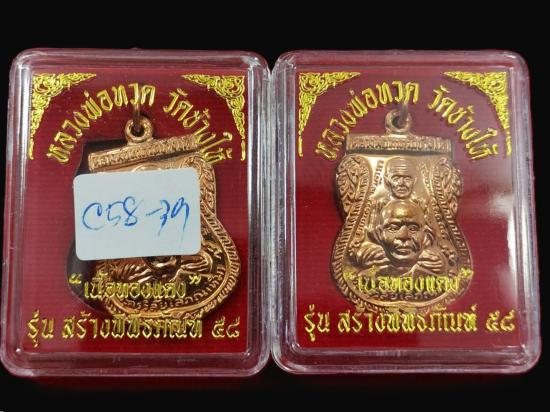 หลวงพ่อทวด วัดช้างให้
C58-79
"เนื้อทองแดง"
รุ่น สร้างพิพิธภัณฑ์ ๕๘
หลวงพ่อทวด วัดช้างให้
"เนื้อทองแดง"
รุ่น สร้างพิพิธภัณฑ์ ๕๘